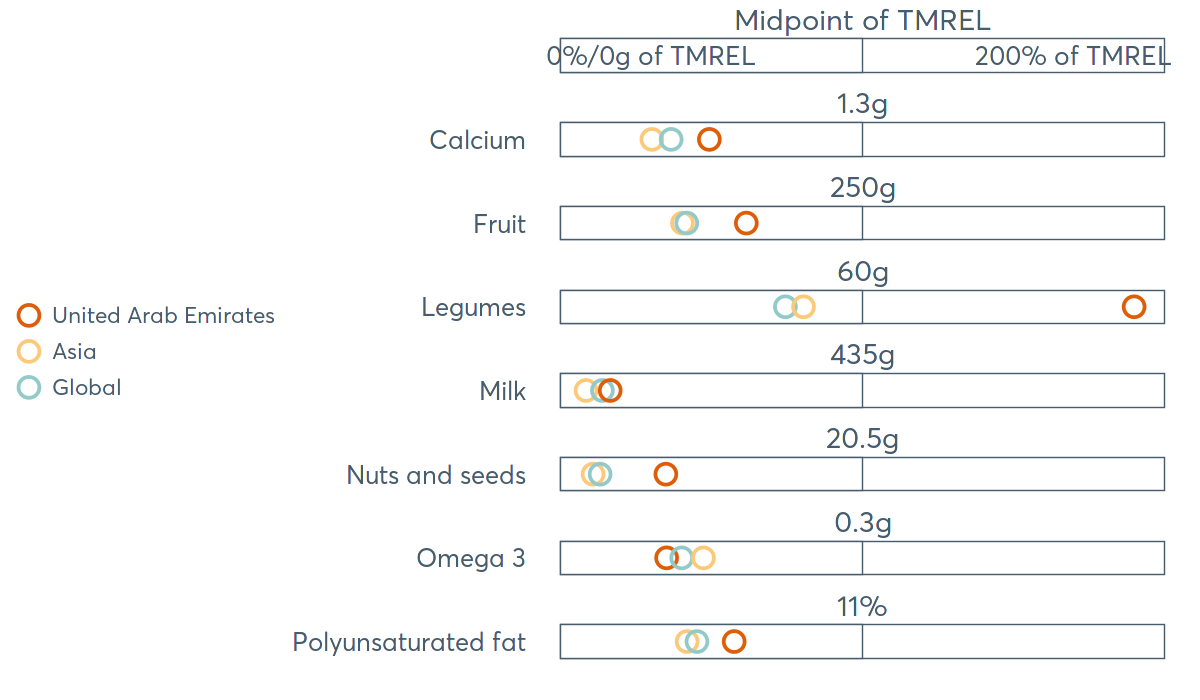 Midpoint of TMREL
0%/0g of TMREL 200% of TMREL
1.3g
Calcium
250g
Fruit
60g
Legumes
435g
Milk
20.5g
Nuts and seeds
0.3g
Omega 3
11%
Polyunsaturated fat
United Arab Emirates
Asia
Global